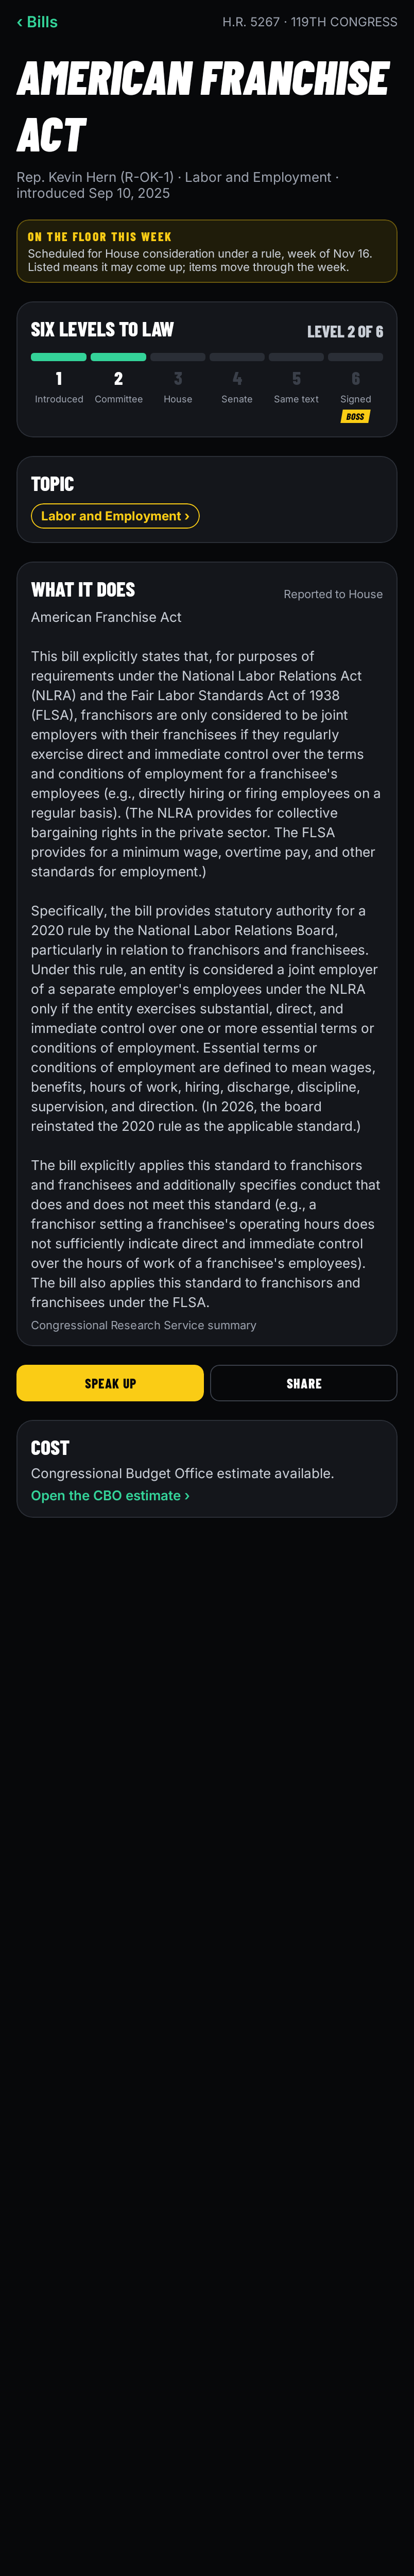 ‹ Bills
H.R. 5267 · 119TH CONGRESS
AMERICAN FRANCHISE
ACT
Rep. Kevin Hern (R-OK-1) · Labor and Employment ·
introduced Sep 10, 2025
ON THE FLOOR THIS WEEK
Scheduled for House consideration under a rule, week of Nov 16.
Listed means it may come up; items move through the week.
SIX LEVELS TO LAW
LEVEL 2 OF 6
1 2 3 4 5 6
Introduced Committee House Senate Same text Signed
BOSS
TOPIC
Labor and Employment ›
WHAT IT DOES
Reported to House
American Franchise Act
This bill explicitly states that, for purposes of
requirements under the National Labor Relations Act
(NLRA) and the Fair Labor Standards Act of 1938
(FLSA), franchisors are only considered to be joint
employers with their franchisees if they regularly
exercise direct and immediate control over the terms
and conditions of employment for a franchisee's
employees (e.g., directly hiring or firing employees on a
regular basis). (The NLRA provides for collective
bargaining rights in the private sector. The FLSA
provides for a minimum wage, overtime pay, and other
standards for employment.)
Specifically, the bill provides statutory authority for a
2020 rule by the National Labor Relations Board,
particularly in relation to franchisors and franchisees.
Under this rule, an entity is considered a joint employer
of a separate employer's employees under the NLRA
only if the entity exercises substantial, direct, and
immediate control over one or more essential terms or
conditions of employment. Essential terms or
conditions of employment are defined to mean wages,
benefits, hours of work, hiring, discharge, discipline,
supervision, and direction. (In 2026, the board
reinstated the 2020 rule as the applicable standard.)
The bill explicitly applies this standard to franchisors
and franchisees and additionally specifies conduct that
does and does not meet this standard (e.g., a
franchisor setting a franchisee's operating hours does
not sufficiently indicate direct and immediate control
over the hours of work of a franchisee's employees).
The bill also applies this standard to franchisors and
franchisees under the FLSA.
Congressional Research Service summary
SPEAK UP
SHARE
COST
Congressional Budget Office estimate available.
Open the CBO estimate ›